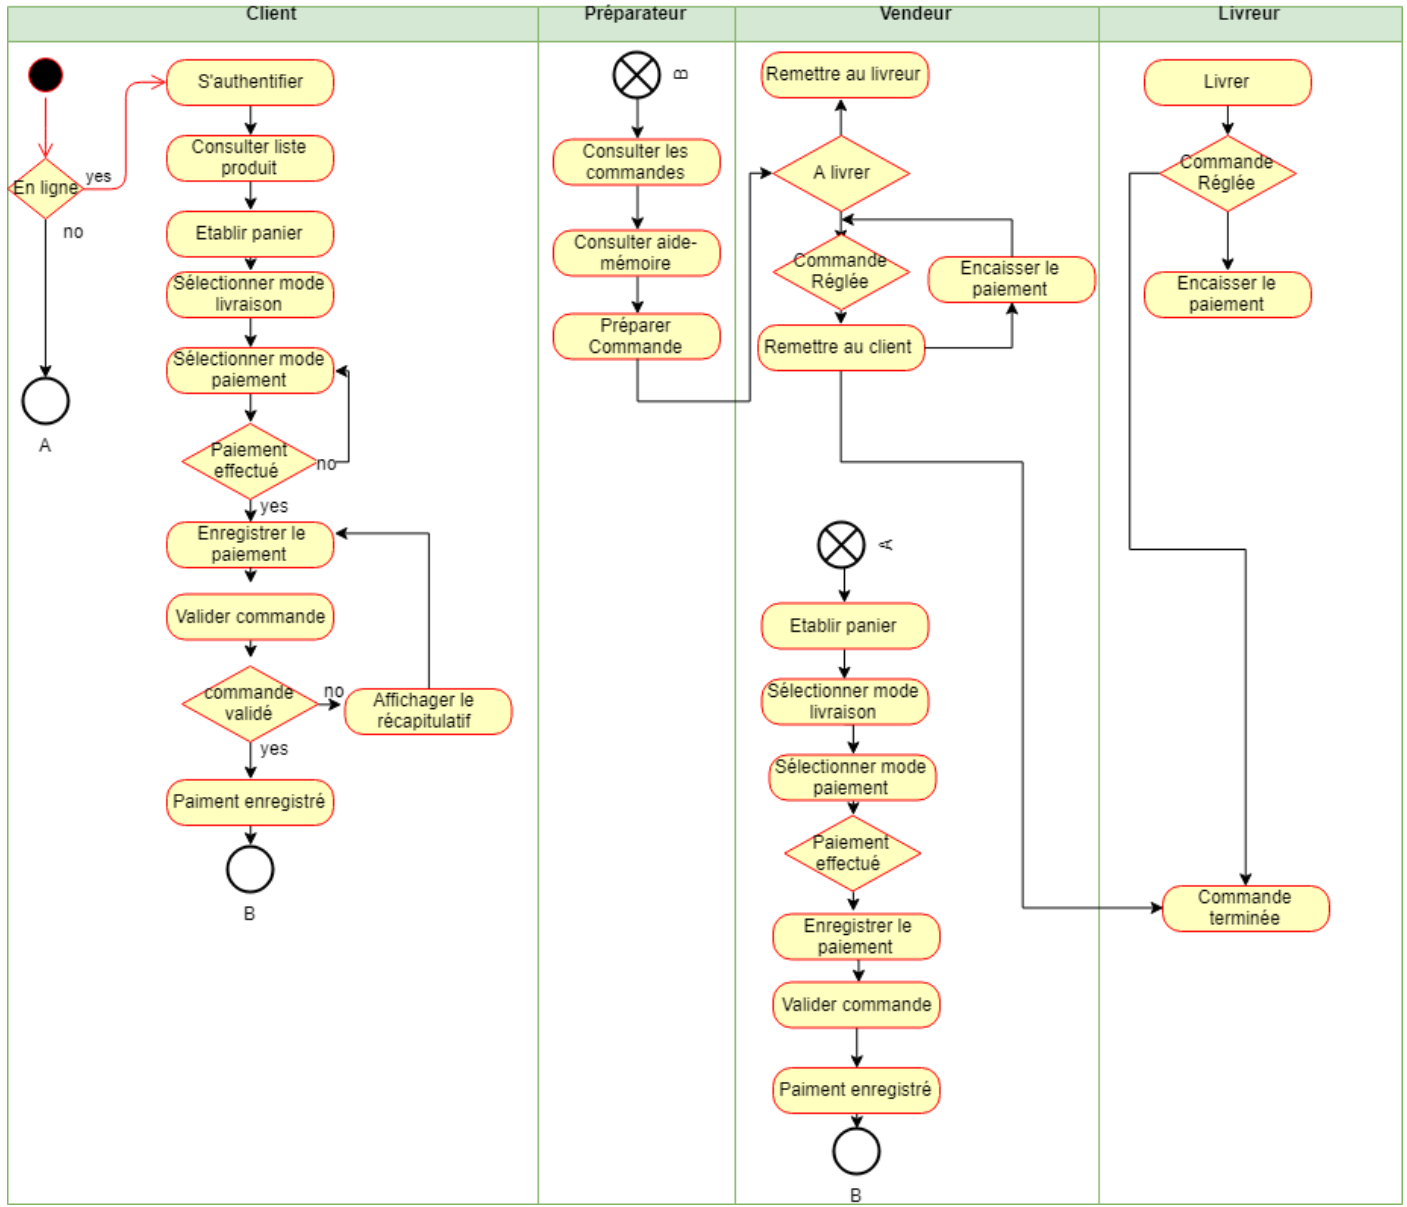 Client
Préparateur
Vendeur
Livreur
En ligne
yes
no
A
S'authentifier
Consulter liste
produit
Etablir panier
Sélectionner mode
livraison
Sélectionner mode
paiement
Paiement
effectué
no
yes
Enregistrer le
paiement
Valider commande
commande
validé
no
Affichager le
récapitulatif
yes
Paiment enregistré
B
B
Consulter les
commandes
Consulter aide-
mémoire
Préparer
Commande
Remettre au livreur
A livrer
Commande
Réglée
Encaisser le
paiement
Remettre au client
A
Etablir panier
Sélectionner mode
livraison
Sélectionner mode
paiement
Paiement
effectué
Enregistrer le
paiement
Valider commande
Paiment enregistré
B
Livrer
Commande
Réglée
Encaisser le
paiement
Commande
terminée